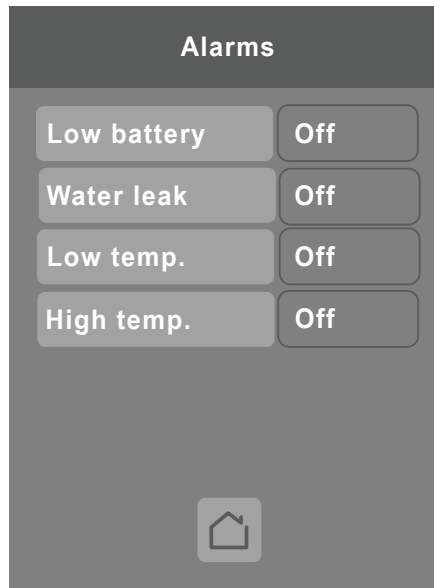 Alarms
Low battery Off
Water leak Off
Low temp. Off
High temp. Off